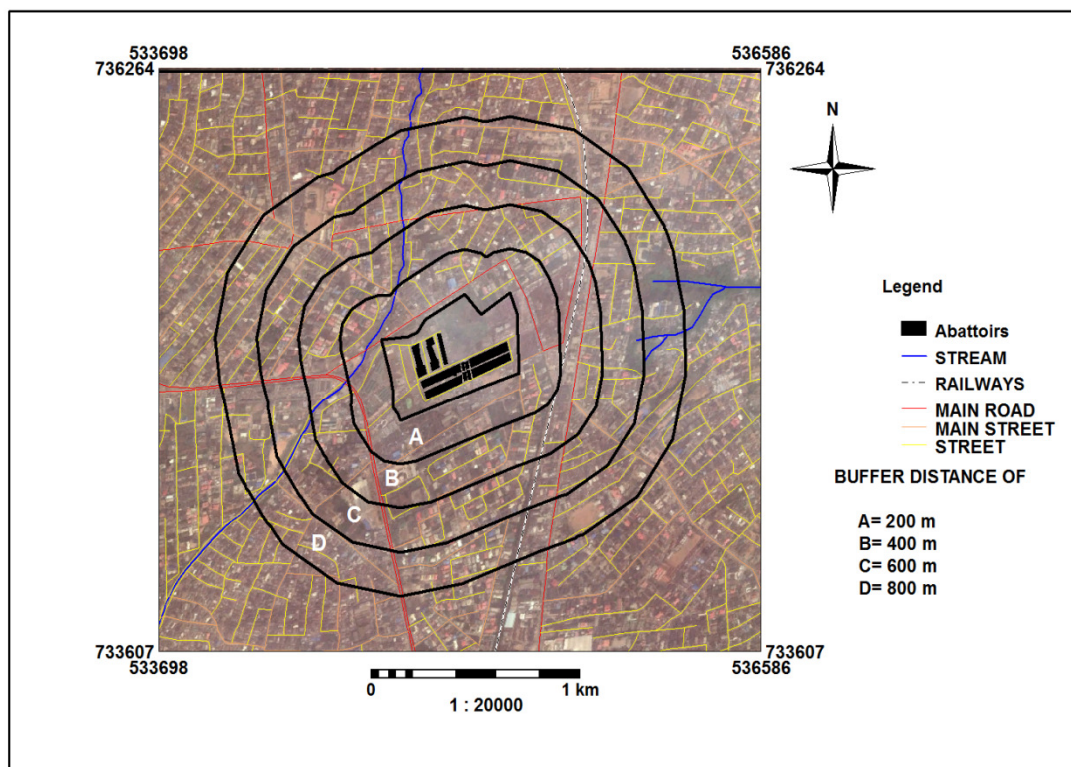 533698 536586
736264 736264
N
Legend
Abattoirs
STREAM
RAILWAYS
MAIN ROAD
MAIN STREET
STREET
BUFFER DISTANCE OF
A= 200 m
B= 400 m
C= 600 m
D= 800 m
A
B
C
D
733607 733607
533698 536586
0 1 km
1 : 20000